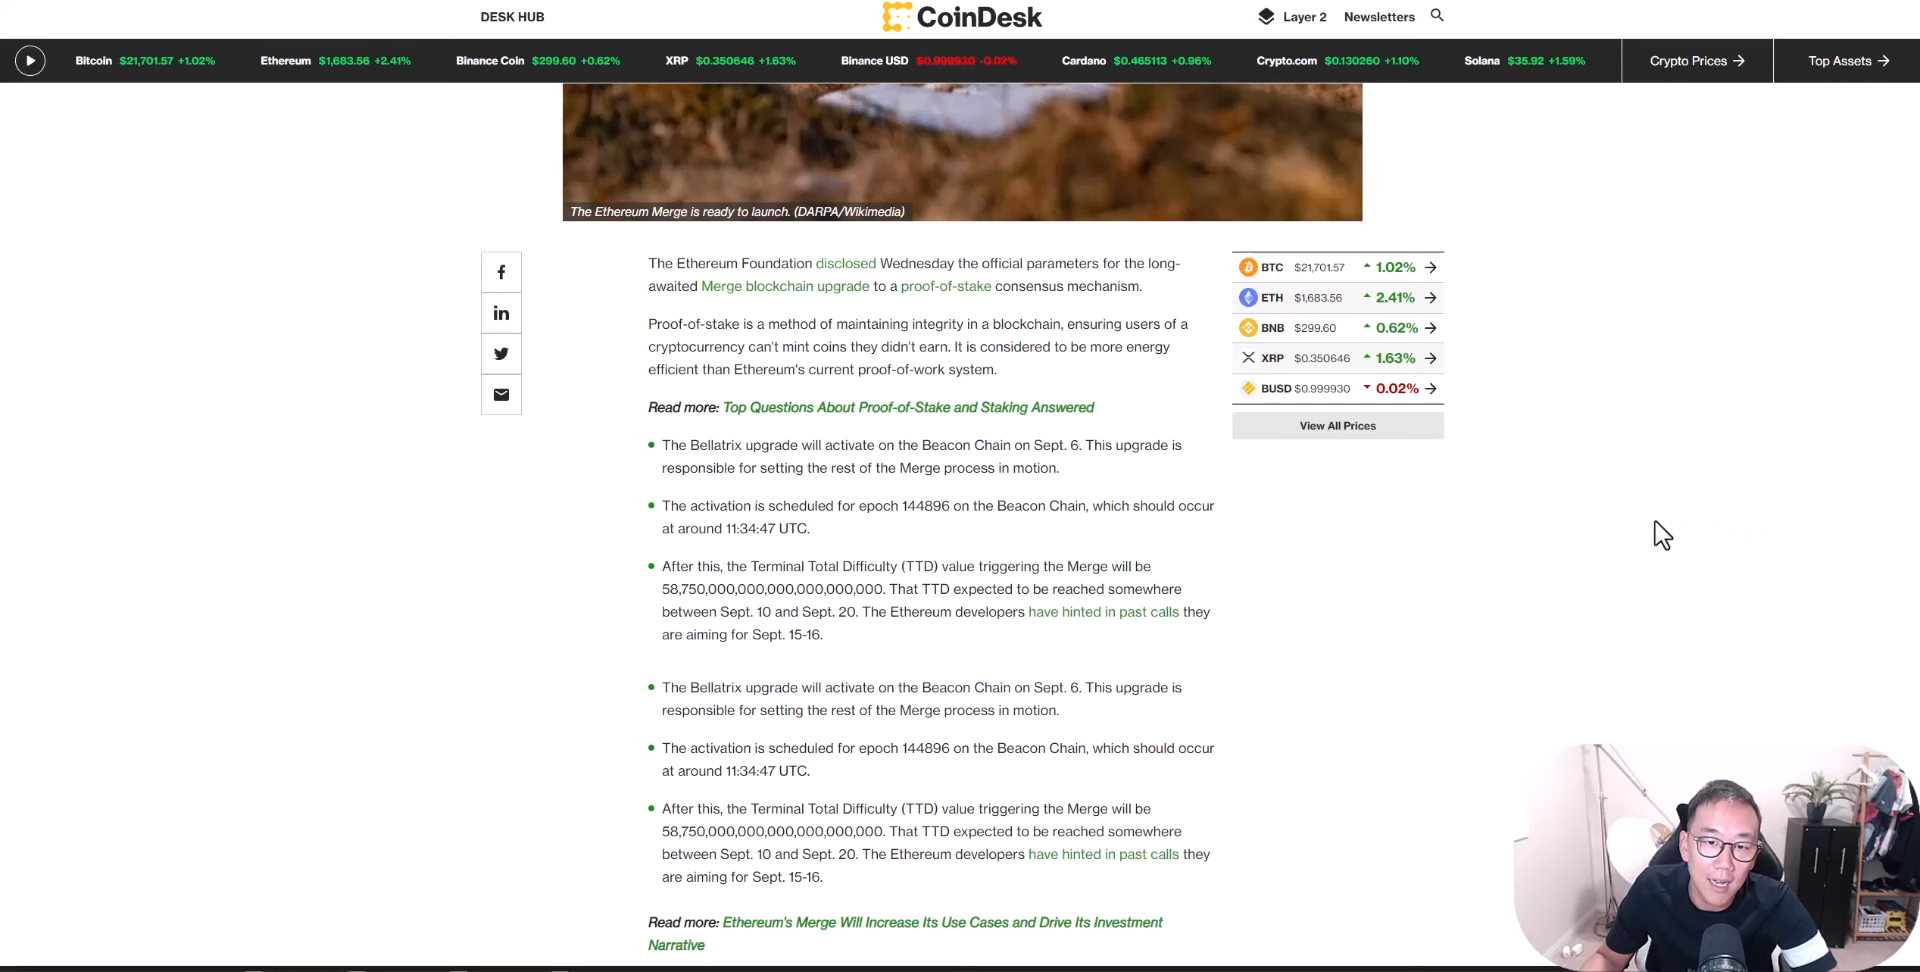 DESK HUB
CoinDesk
Layer 2 Newsletters
Bitcoin $21,701.57 +1.02% Ethereum $1,683.56 +2.41% Binance Coin $299.60 +0.62% XRP $0.350646 +1.63% Binance USD $0.999930 -0.02% Cardano $0.465113 +0.96% Crypto.com $0.130260 +1.10% Solana $35.92 +1.59% Crypto Prices → Top Assets →
The Ethereum Merge is ready to launch. (DARPA/Wikimedia)
The Ethereum Foundation disclosed Wednesday the official parameters for the long-
awaited Merge blockchain upgrade to a proof-of-stake consensus mechanism.
Proof-of-stake is a method of maintaining integrity in a blockchain, ensuring users of a
cryptocurrency can't mint coins they didn't earn. It is considered to be more energy
efficient than Ethereum's current proof-of-work system.
Read more: Top Questions About Proof-of-Stake and Staking Answered
• The Bellatrix upgrade will activate on the Beacon Chain on Sept. 6. This upgrade is
responsible for setting the rest of the Merge process in motion.
• The activation is scheduled for epoch 144896 on the Beacon Chain, which should occur
at around 11:34:47 UTC.
• After this, the Terminal Total Difficulty (TTD) value triggering the Merge will be
58,750,000,000,000,000,000,000. That TTD expected to be reached somewhere
between Sept. 10 and Sept. 20. The Ethereum developers have hinted in past calls they
are aiming for Sept. 15-16.
• The Bellatrix upgrade will activate on the Beacon Chain on Sept. 6. This upgrade is
responsible for setting the rest of the Merge process in motion.
• The activation is scheduled for epoch 144896 on the Beacon Chain, which should occur
at around 11:34:47 UTC.
• After this, the Terminal Total Difficulty (TTD) value triggering the Merge will be
58,750,000,000,000,000,000,000. That TTD expected to be reached somewhere
between Sept. 10 and Sept. 20. The Ethereum developers have hinted in past calls they
are aiming for Sept. 15-16.
Read more: Ethereum's Merge Will Increase Its Use Cases and Drive Its Investment
Narrative
BTC $21,701.57 1.02% →
ETH $1,683.56 2.41% →
BNB $299.60 0.62% →
XRP $0.350646 1.63% →
BUSD $0.999930 0.02% →
View All Prices